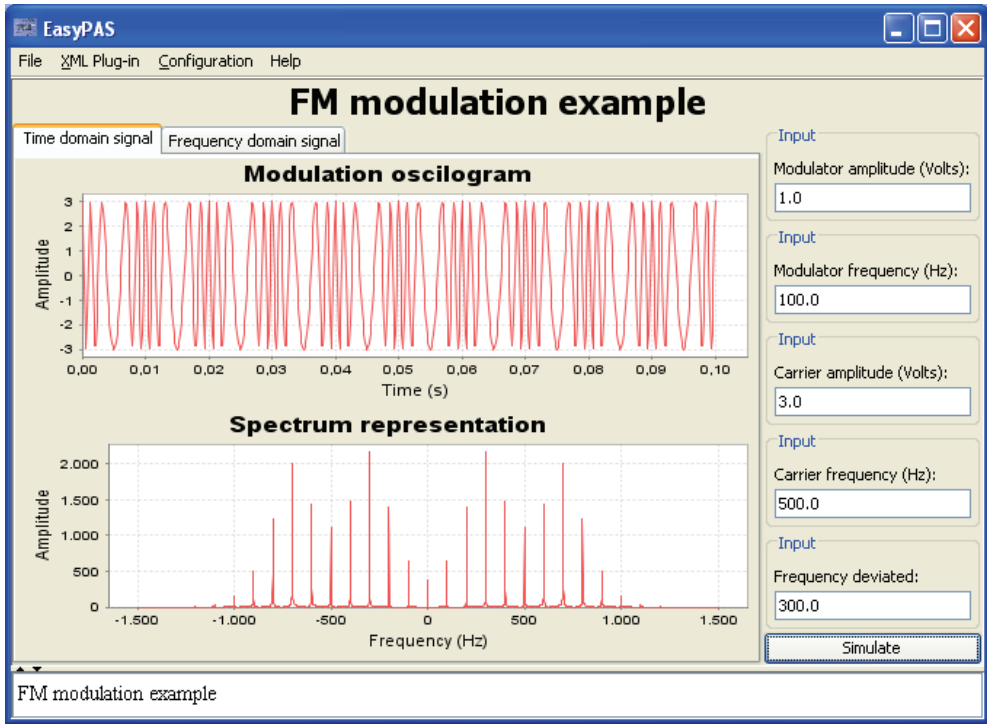 EasyPAS
File XML Plug-in Configuration Help
FM modulation example
Time domain signal Frequency domain signal
Modulation oscilogram
3
2
1
0
-1
-2
-3
Amplitude
0,00 0,01 0,02 0,03 0,04 0,05 0,06 0,07 0,08 0,09 0,10
Time (s)
Spectrum representation
2.000
1.500
1.000
500
0
Amplitude
-1.500 -1.000 -500 0 500 1.000 1.500
Frequency (Hz)
Input
Modulator amplitude (Volts):
1.0
Input
Modulator frequency (Hz):
100.0
Input
Carrier amplitude (Volts):
3.0
Input
Carrier frequency (Hz):
500.0
Input
Frequency deviated:
300.0
Simulate
FM modulation example